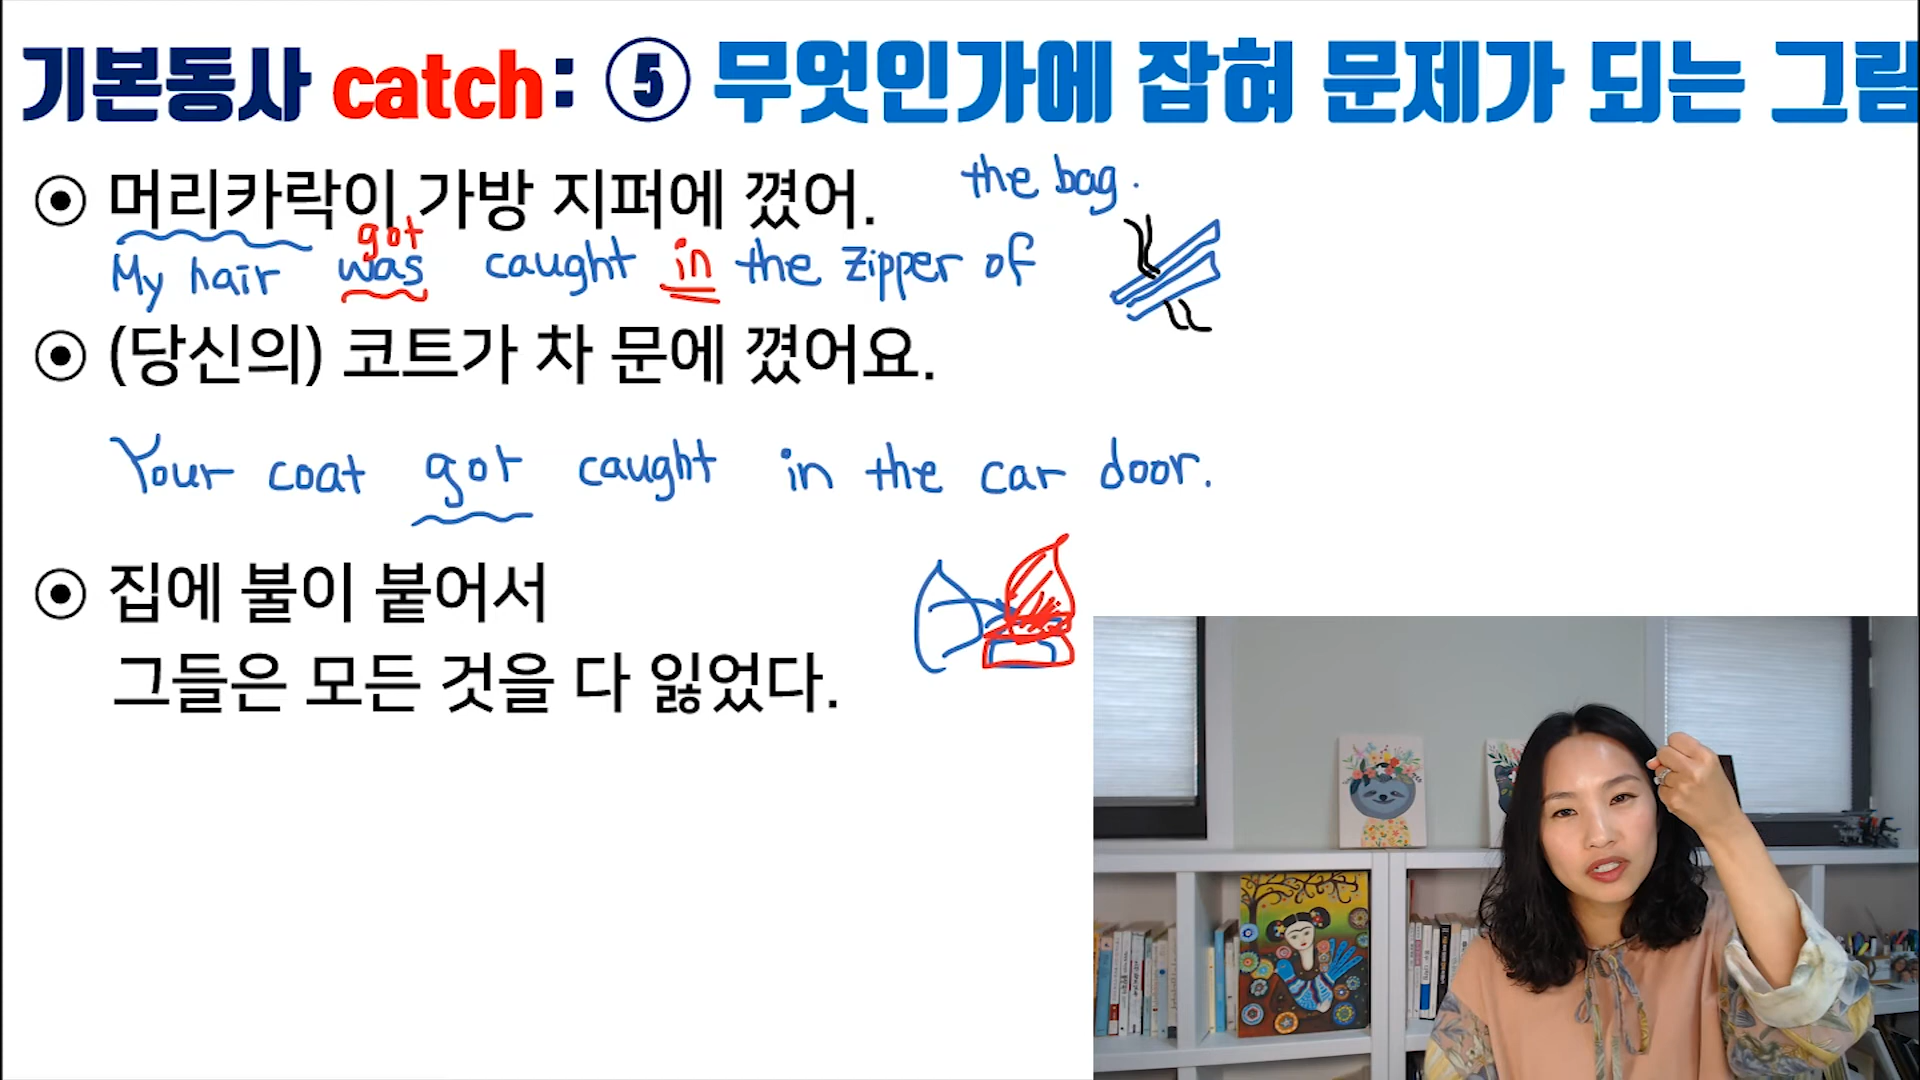 기본동사 catch: ⑤ 무엇인가에 잡혀 문제가 되는 그림
머리카락이 가방 지퍼에 꼈어.
the bag.
got
My hair was caught in the zipper of
(당신의) 코트가 차 문에 꼈어요.
Your coat got caught in the car door.
집에 불이 붙어서
그들은 모든 것을 다 잃었다.